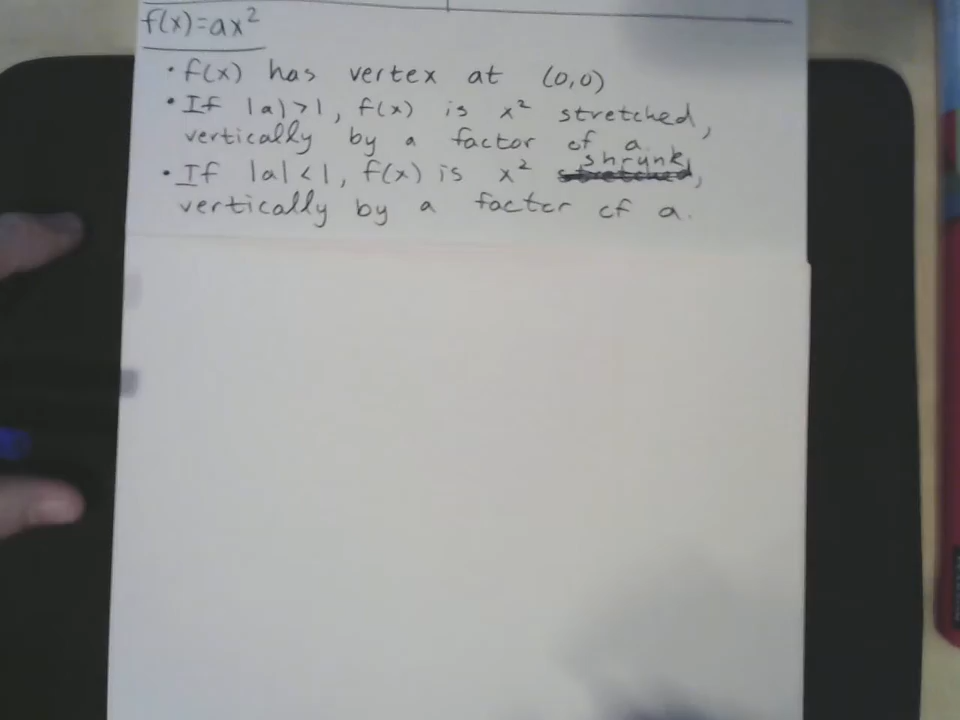 f(x)=ax²
• f(x) has vertex at (0,0)
• If |a|>1, f(x) is x² stretched,
vertically by a factor of a.
• If |a|<1, f(x) is x² shrunk,
vertically by a factor of a.